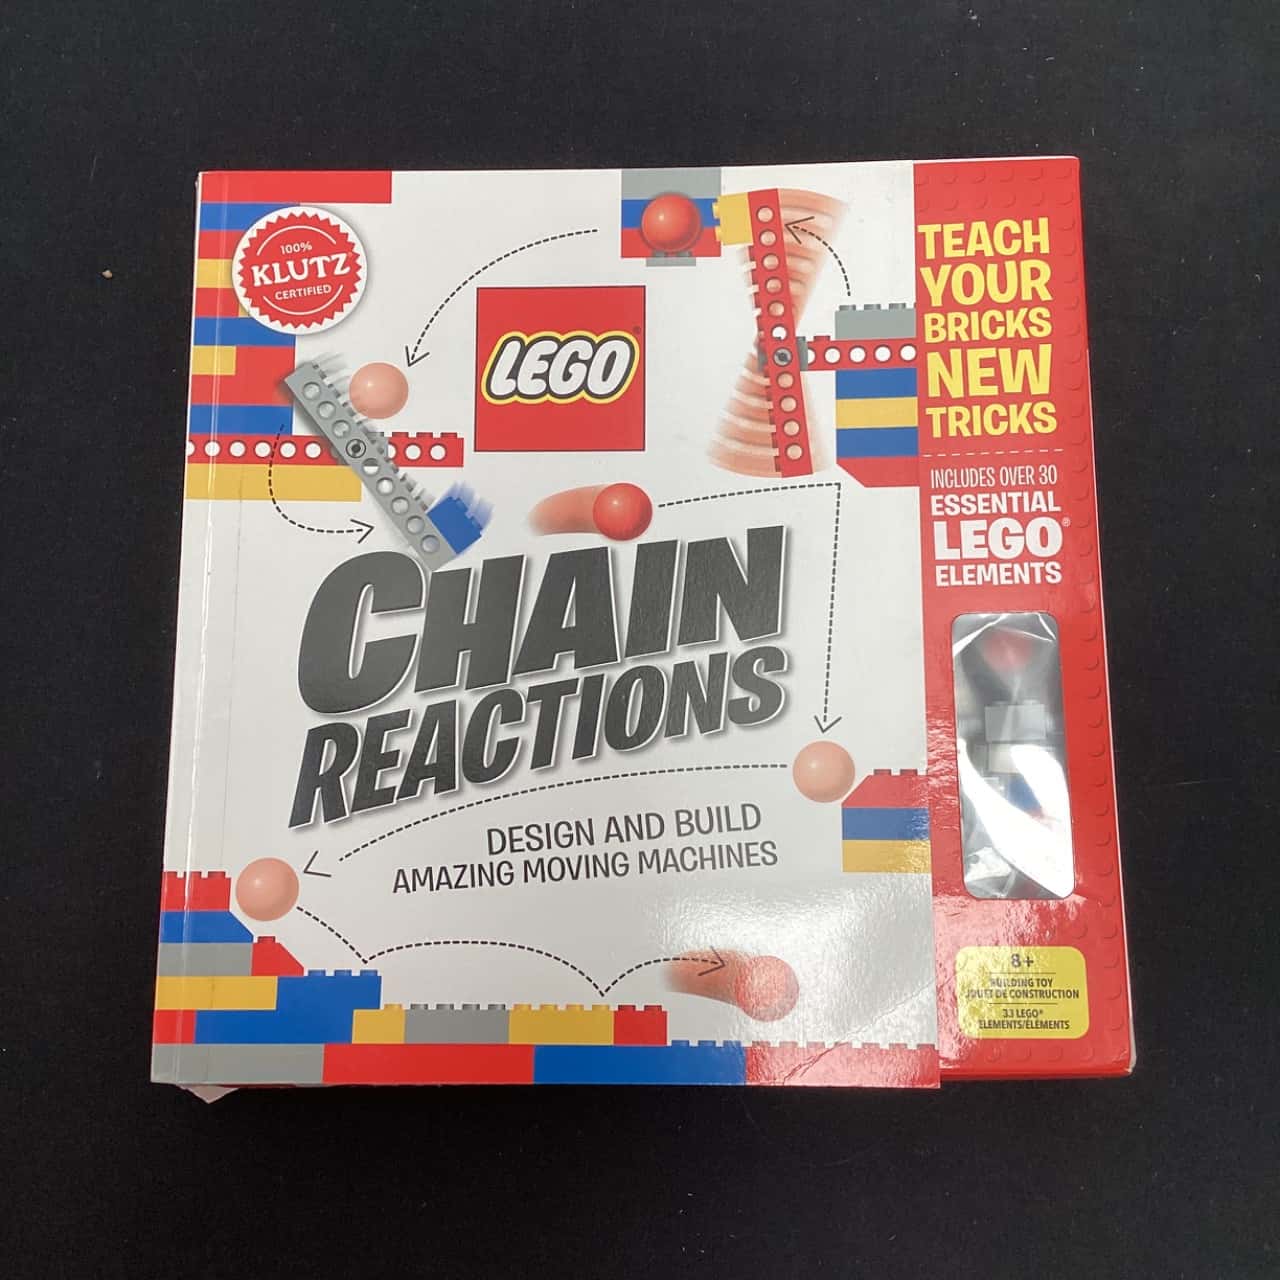 100%
KLUTZ
CERTIFIED
LEGO®
CHAIN
REACTIONS
DESIGN AND BUILD
AMAZING MOVING MACHINES
TEACH
YOUR
BRICKS
NEW
TRICKS
INCLUDES OVER 30
ESSENTIAL
LEGO®
ELEMENTS
8+
BUILDING TOY
JOUET DE CONSTRUCTION
33 LEGO®
ELEMENTS/ÉLÉMENTS